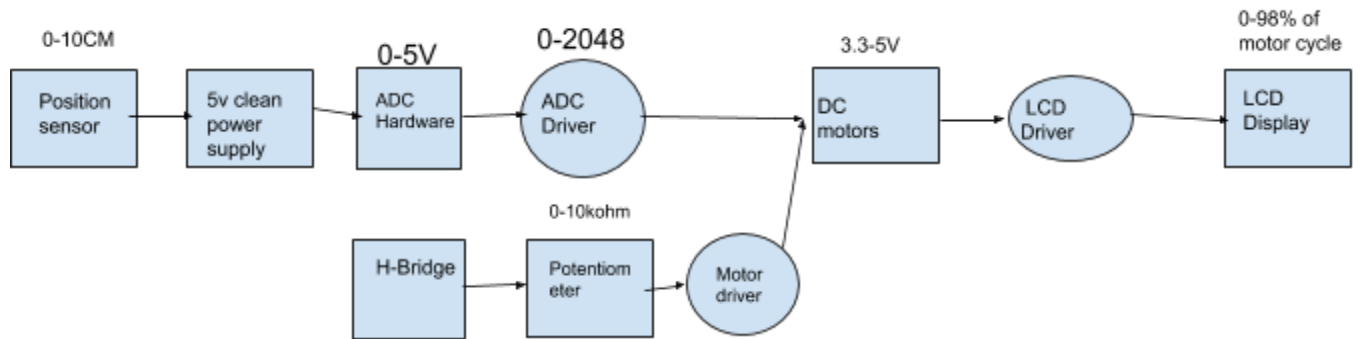 0-10CM
Position
sensor
5v clean
power
supply
0-5V
ADC
Hardware
0-2048
ADC
Driver
3.3-5V
DC
motors
LCD
Driver
0-98% of
motor cycle
LCD
Display
H-Bridge
0-10kohm
Potentiom
eter
Motor
driver